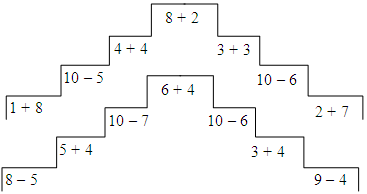 8 + 2
4 + 4 3 + 3
10 – 5 10 – 6
1 + 8 2 + 7
6 + 4
10 – 7 10 – 6
5 + 4 3 + 4
8 – 5 9 – 4